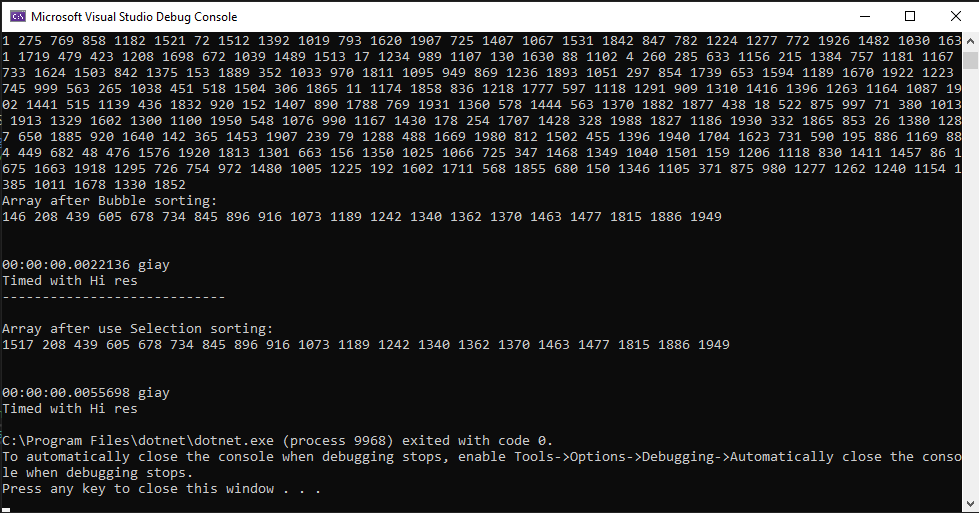 Microsoft Visual Studio Debug Console
1 275 769 858 1182 1521 72 1512 1392 1019 793 1620 1907 725 1407 1067 1531 1842 847 782 1224 1277 772 1926 1482 1030 163
1 1719 479 423 1208 1698 672 1039 1489 1513 17 1234 989 1107 130 1630 88 1102 4 260 285 633 1156 215 1384 757 1181 1167
733 1624 1503 842 1375 153 1889 352 1033 970 1811 1095 949 869 1236 1893 1051 297 854 1739 653 1594 1189 1670 1922 1223
745 999 563 265 1038 451 518 1504 306 1865 11 1174 1858 836 1218 1777 597 1118 1291 909 1310 1416 1396 1263 1164 1087 19
02 1441 515 1139 436 1832 920 152 1407 890 1788 769 1931 1360 578 1444 563 1370 1882 1877 438 18 522 875 997 71 380 1013
1913 1329 1602 1300 1100 1950 548 1076 990 1167 1430 178 254 1707 1428 328 1988 1827 1186 1930 332 1865 853 26 1380 128
7 650 1885 920 1640 142 365 1453 1907 239 79 1288 488 1669 1980 812 1502 455 1396 1940 1704 1623 731 590 195 886 1169 88
4 449 682 48 476 1576 1920 1813 1301 663 156 1350 1025 1066 725 347 1468 1349 1040 1501 159 1206 1118 830 1411 1457 86 1
675 1663 1918 1295 726 754 972 1480 1005 1225 192 1602 1711 568 1855 680 150 1346 1105 371 875 980 1277 1262 1240 1154 1
385 1011 1678 1330 1852
Array after Bubble sorting:
146 208 439 605 678 734 845 896 916 1073 1189 1242 1340 1362 1370 1463 1477 1815 1886 1949
00:00:00.0022136 giay
Timed with Hi res
----------------------------
Array after use Selection sorting:
1517 208 439 605 678 734 845 896 916 1073 1189 1242 1340 1362 1370 1463 1477 1815 1886 1949
00:00:00.0055698 giay
Timed with Hi res
C:\Program Files\dotnet\dotnet.exe (process 9968) exited with code 0.
To automatically close the console when debugging stops, enable Tools->Options->Debugging->Automatically close the conso
le when debugging stops.
Press any key to close this window . . .